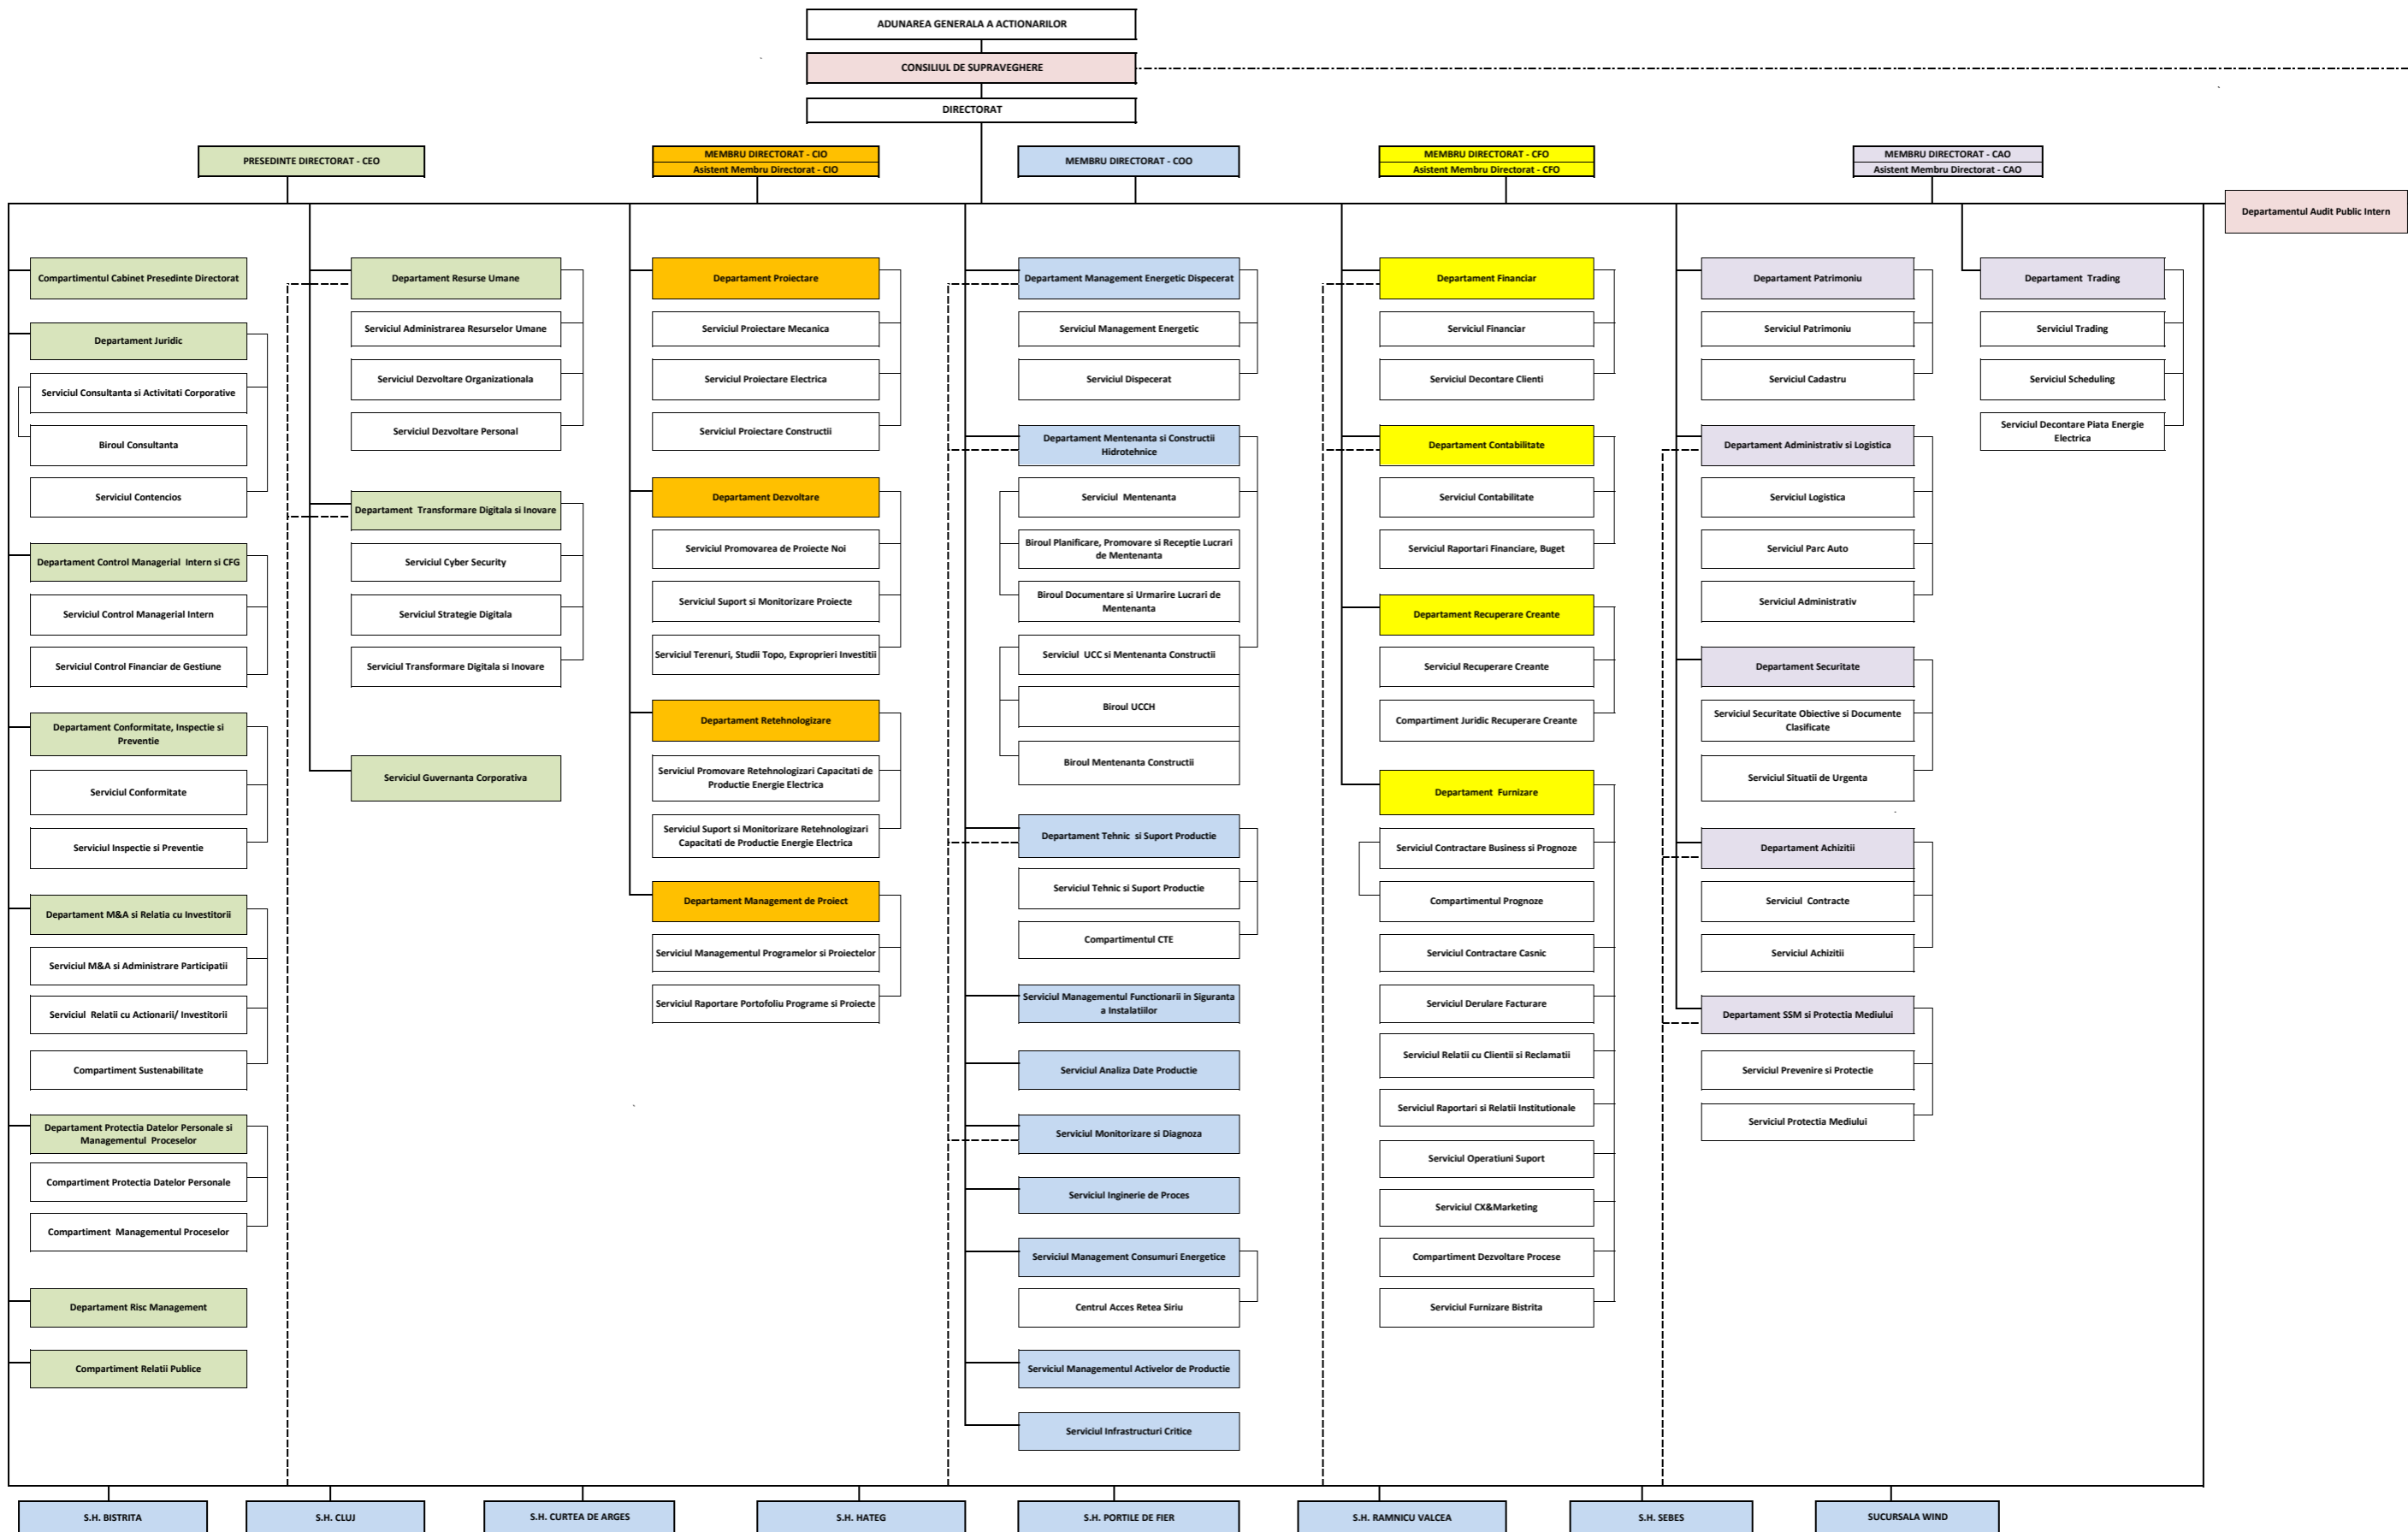 ADUNAREA GENERALA A ACTIONARILOR
CONSILIUL DE SUPRAVEGHERE
DIRECTORAT
PRESEDINTE DIRECTORAT - CEO
MEMBRU DIRECTORAT - CIO
Asistent Membru Directorat - CIO
MEMBRU DIRECTORAT - COO
MEMBRU DIRECTORAT - CFO
Asistent Membru Directorat - CFO
MEMBRU DIRECTORAT - CAO
Asistent Membru Directorat - CAO
Departamentul Audit Public Intern
Compartimentul Cabinet Presedinte Directorat
Departament Juridic
Serviciul Consultanta si Activitati Corporative
Biroul Consultanta
Serviciul Contencios
Departament Control Managerial Intern si CFG
Serviciul Control Managerial Intern
Serviciul Control Financiar de Gestiune
Departament Conformitate, Inspectie si
Preventie
Serviciul Conformitate
Serviciul Inspectie si Preventie
Departament M&A si Relatia cu Investitorii
Serviciul M&A si Administrare Participatii
Serviciul Relatii cu Actionarii/ Investitorii
Compartiment Sustenabilitate
Departament Protectia Datelor Personale si
Managementul Proceselor
Compartiment Protectia Datelor Personale
Compartiment Managementul Proceselor
Departament Risc Management
Compartiment Relatii Publice
Departament Resurse Umane
Serviciul Administrarea Resurselor Umane
Serviciul Dezvoltare Organizationala
Serviciul Dezvoltare Personal
Departament Transformare Digitala si Inovare
Serviciul Cyber Security
Serviciul Strategie Digitala
Serviciul Transformare Digitala si Inovare
Serviciul Guvernanta Corporativa
Departament Proiectare
Serviciul Proiectare Mecanica
Serviciul Proiectare Electrica
Serviciul Proiectare Constructii
Departament Dezvoltare
Serviciul Promovarea de Proiecte Noi
Serviciul Suport si Monitorizare Proiecte
Serviciul Terenuri, Studii Topo, Exproprieri Investitii
Departament Retehnologizare
Serviciul Promovare Retehnologizari Capacitati de
Productie Energie Electrica
Serviciul Suport si Monitorizare Retehnologizari
Capacitati de Productie Energie Electrica
Departament Management de Proiect
Serviciul Managementul Programelor si Proiectelor
Serviciul Raportare Portofoliu Programe si Proiecte
Departament Management Energetic Dispecerat
Serviciul Management Energetic
Serviciul Dispecerat
Departament Mentenanta si Constructii
Hidrotehnice
Serviciul Mentenanta
Biroul Planificare, Promovare si Receptie Lucrari
de Mentenanta
Biroul Documentare si Urmarire Lucrari de
Mentenanta
Serviciul UCC si Mentenanta Constructii
Biroul UCCH
Biroul Mentenanta Constructii
Departament Tehnic si Suport Productie
Serviciul Tehnic si Suport Productie
Compartimentul CTE
Serviciul Managementul Functionarii in Siguranta
a Instalatiilor
Serviciul Analiza Date Productie
Serviciul Monitorizare si Diagnoza
Serviciul Inginerie de Proces
Serviciul Management Consumuri Energetice
Centrul Acces Retea Siriu
Serviciul Managementul Activelor de Productie
Serviciul Infrastructuri Critice
Departament Financiar
Serviciul Financiar
Serviciul Decontare Clienti
Departament Contabilitate
Serviciul Contabilitate
Serviciul Raportari Financiare, Buget
Departament Recuperare Creante
Serviciul Recuperare Creante
Compartiment Juridic Recuperare Creante
Departament Furnizare
Serviciul Contractare Business si Prognoze
Compartimentul Prognoze
Serviciul Contractare Casnic
Serviciul Derulare Facturare
Serviciul Relatii cu Clientii si Reclamatii
Serviciul Raportari si Relatii Institutionale
Serviciul Operatiuni Suport
Serviciul CX&Marketing
Compartiment Dezvoltare Procese
Serviciul Furnizare Bistrita
Departament Patrimoniu
Serviciul Patrimoniu
Serviciul Cadastru
Departament Administrativ si Logistica
Serviciul Logistica
Serviciul Parc Auto
Serviciul Administrativ
Departament Securitate
Serviciul Securitate Obiective si Documente
Clasificate
Serviciul Situatii de Urgenta
Departament Achizitii
Serviciul Contracte
Serviciul Achizitii
Departament SSM si Protectia Mediului
Serviciul Prevenire si Protectie
Serviciul Protectia Mediului
Departament Trading
Serviciul Trading
Serviciul Scheduling
Serviciul Decontare Piata Energie
Electrica
S.H. BISTRITA
S.H. CLUJ
S.H. CURTEA DE ARGES
S.H. HATEG
S.H. PORTILE DE FIER
S.H. RAMNICU VALCEA
S.H. SEBES
SUCURSALA WIND